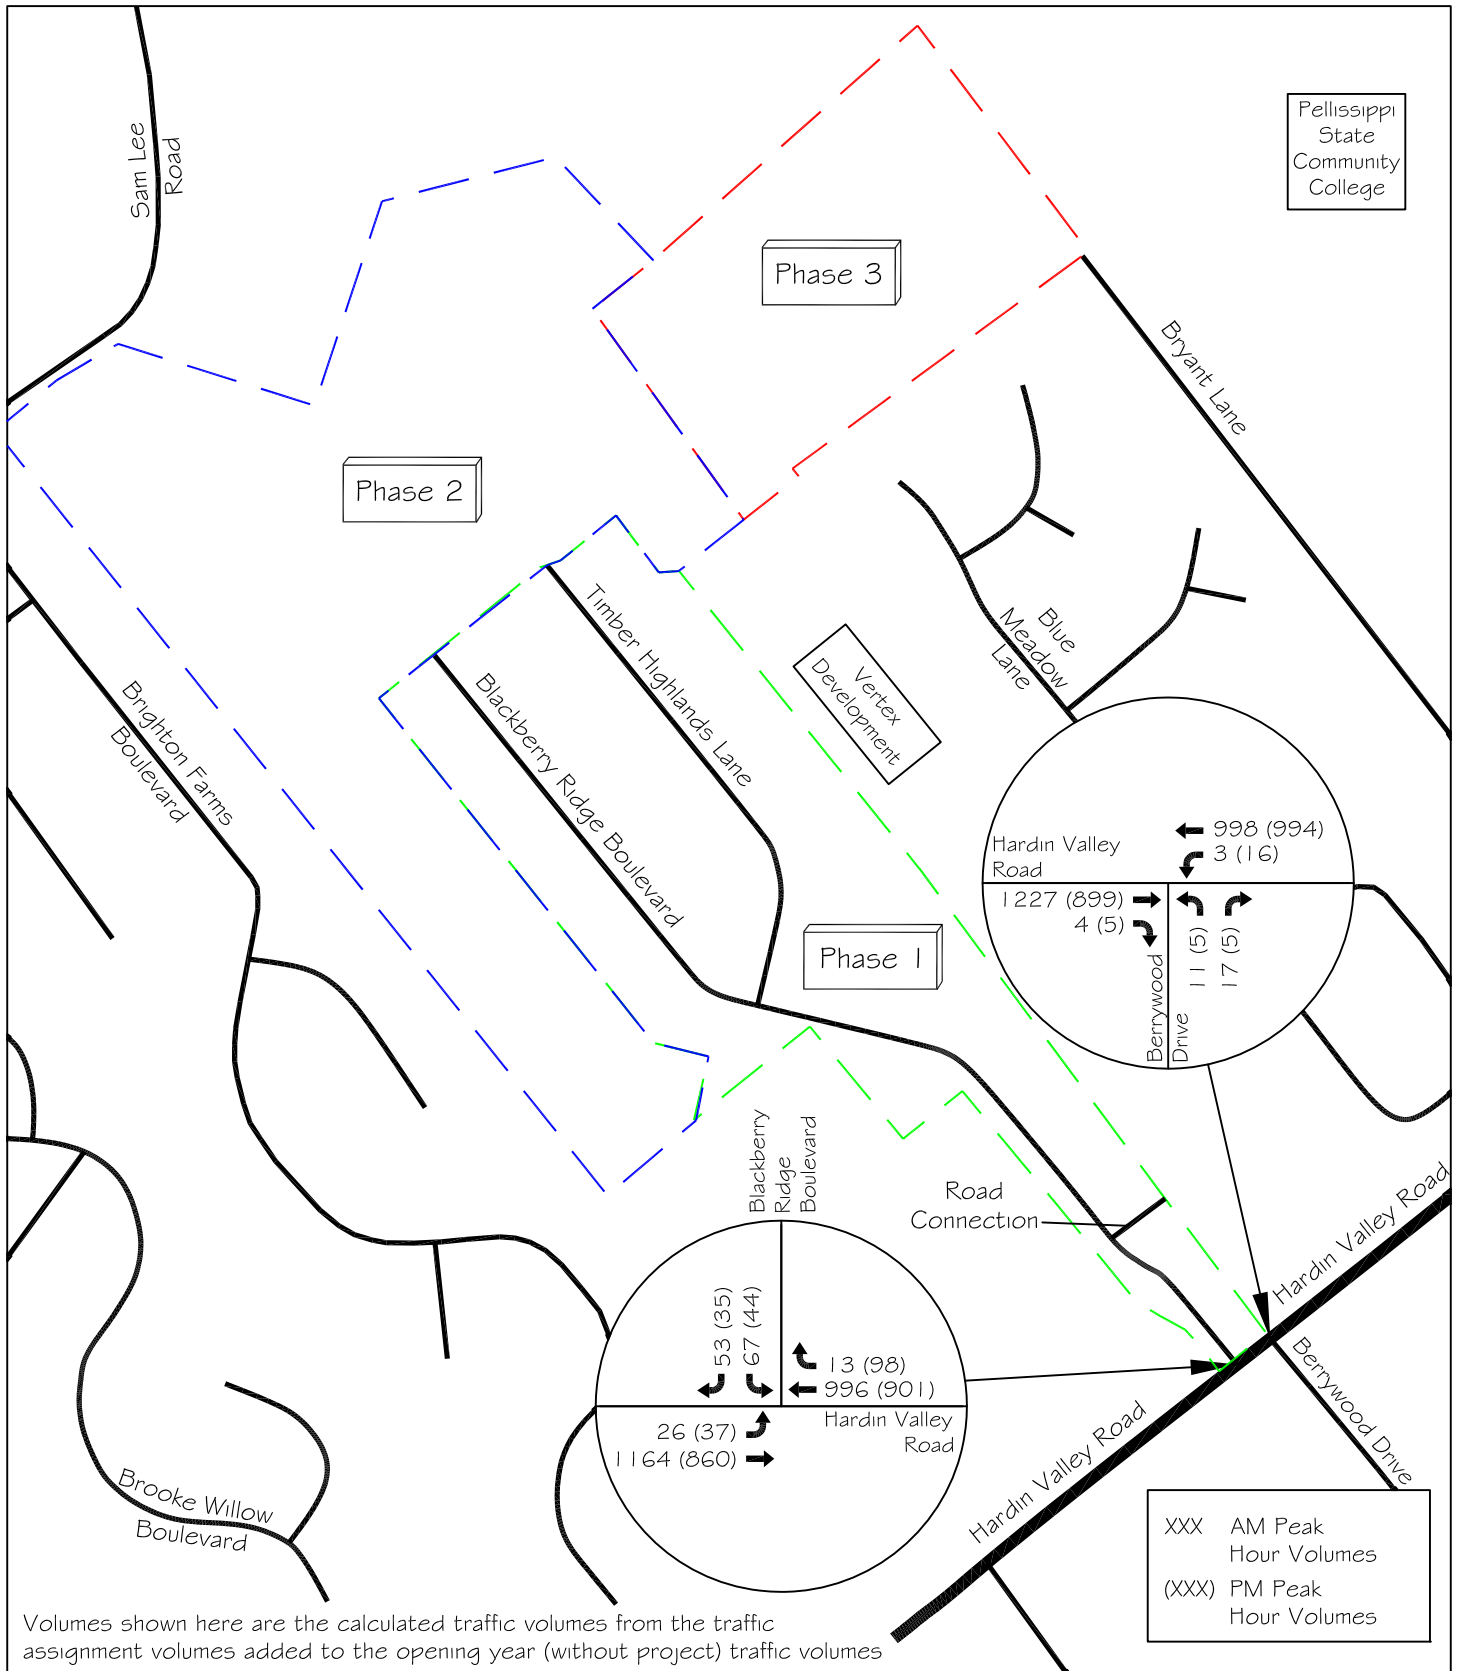 Sam Lee
Road
Pellissippi
State
Community
College
Phase 3
Bryant Lane
Phase 2
Timber Highlands Lane
Blue
Meadow
Lane
Vertex
Development
Blackberry Ridge Boulevard
Brighton Farms
Boulevard
998 (994)
3 (16)
Hardin Valley
Road
1227 (899)
4 (5)
11 (5)
17 (5)
Berrywood
Drive
Phase 1
Blackberry
Ridge
Boulevard
Road
Connection
Hardin Valley Road
53 (35)
67 (44)
13 (98)
996 (901)
26 (37)
1164 (860)
Hardin Valley
Road
Berrywood Drive
Hardin Valley Road
Brooke Willow
Boulevard
XXX AM Peak
Hour Volumes
(XXX) PM Peak
Hour Volumes
Volumes shown here are the calculated traffic volumes from the traffic
assignment volumes added to the opening year (without project) traffic volumes